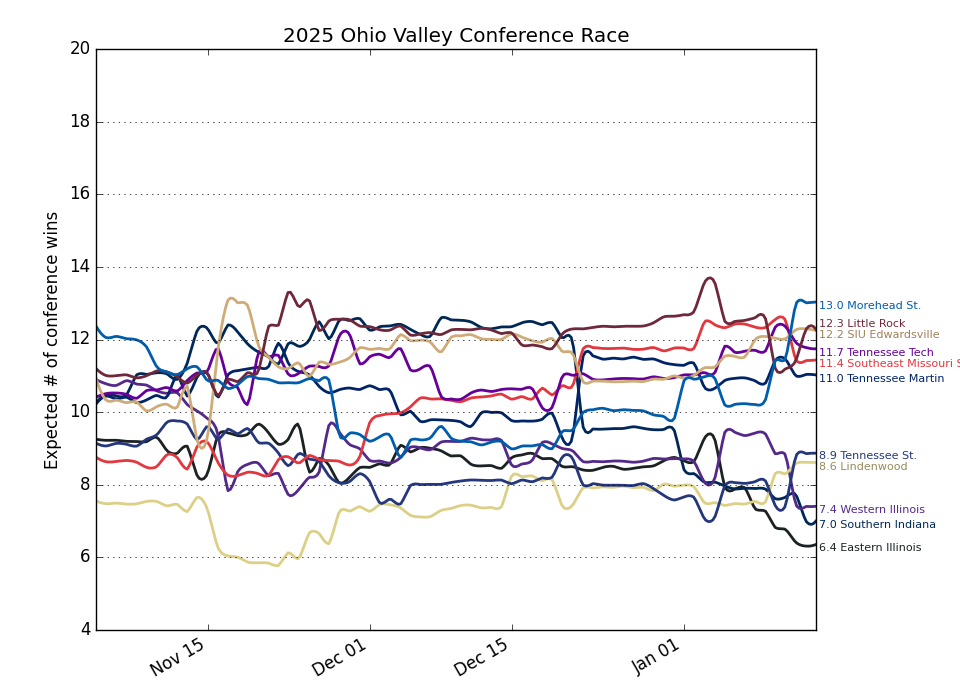 2025 Ohio Valley Conference Race
Expected # of conference wins
20
18
16
14
12
10
8
6
4
Nov 15
Dec 01
Dec 15
Jan 01
13.0 Morehead St.
12.3 Little Rock
12.2 SIU Edwardsville
11.7 Tennessee Tech
11.4 Southeast Missouri S
11.0 Tennessee Martin
8.9 Tennessee St.
8.6 Lindenwood
7.4 Western Illinois
7.0 Southern Indiana
6.4 Eastern Illinois